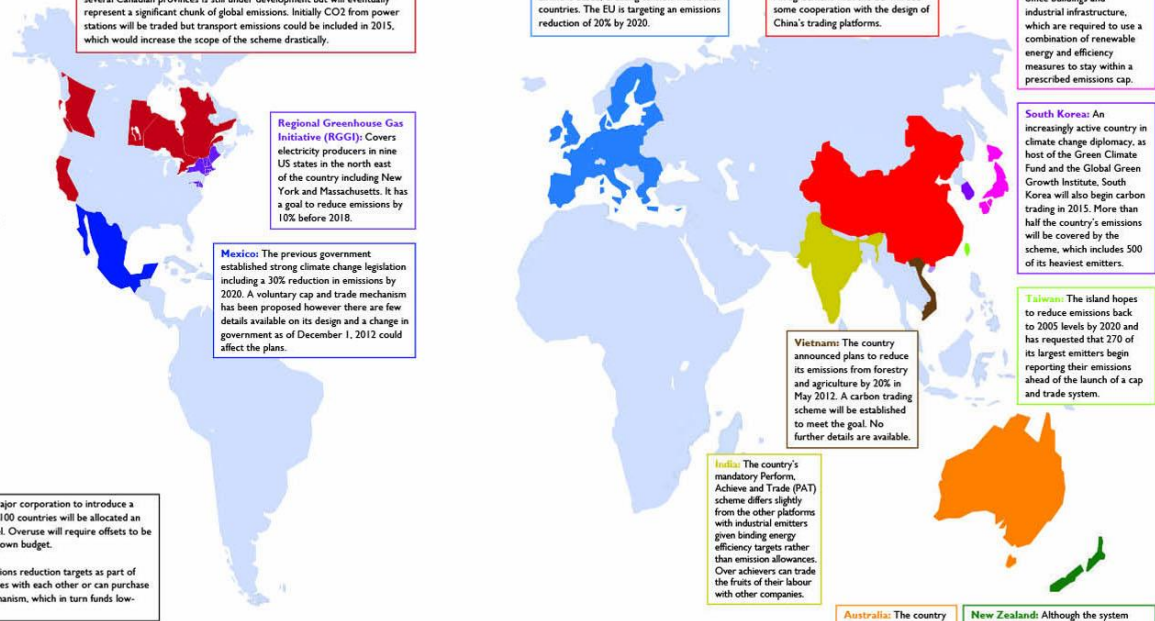 several Canadian provinces is still under development but will eventually
represent a significant chunk of global emissions. Initially CO2 from power
stations will be traded but transport emissions could be included in 2015,
which would increase the scope of the scheme drastically.
countries. The EU is targeting an emissions
reduction of 20% by 2020.
some cooperation with the design of
China's trading platforms.
industrial infrastructure,
which are required to use a
combination of renewable
energy and efficiency
measures to stay within a
prescribed emissions cap.
Regional Greenhouse Gas
Initiative (RGGI): Covers
electricity producers in nine
US states in the north east
of the country including New
York and Massachusetts. It has
a goal to reduce emissions by
10% before 2018.
South Korea: An
increasingly active country in
climate change diplomacy, as
host of the Green Climate
Fund and the Global Green
Growth Institute, South
Korea will also begin carbon
trading in 2015. More than
half the country's emissions
will be covered by the
scheme, which includes 500
of its heaviest emitters.
Mexico: The previous government
established strong climate change legislation
including a 30% reduction in emissions by
2020. A voluntary cap and trade mechanism
has been proposed however there are few
details available on its design and a change in
government as of December 1, 2012 could
affect the plans.
Taiwan: The island hopes
to reduce emissions back
to 2005 levels by 2020 and
has requested that 270 of
its largest emitters begin
reporting their emissions
ahead of the launch of a cap
and trade system.
Vietnam: The country
announced plans to reduce
its emissions from forestry
and agriculture by 20% in
May 2012. A carbon trading
scheme will be established
to meet the goal. No
further details are available.
India: The country's
mandatory Perform,
Achieve and Trade (PAT)
scheme differs slightly
from the other platforms
with industrial emitters
given binding energy
efficiency targets rather
than emission allowances.
Over achievers can trade
the fruits of their labour
with other companies.
ajor corporation to introduce a
100 countries will be allocated an
l. Overuse will require offsets to be
own budget.
ions reduction targets as part of
es with each other or can purchase
hanism, which in turn funds low-
Australia: The country
New Zealand: Although the system